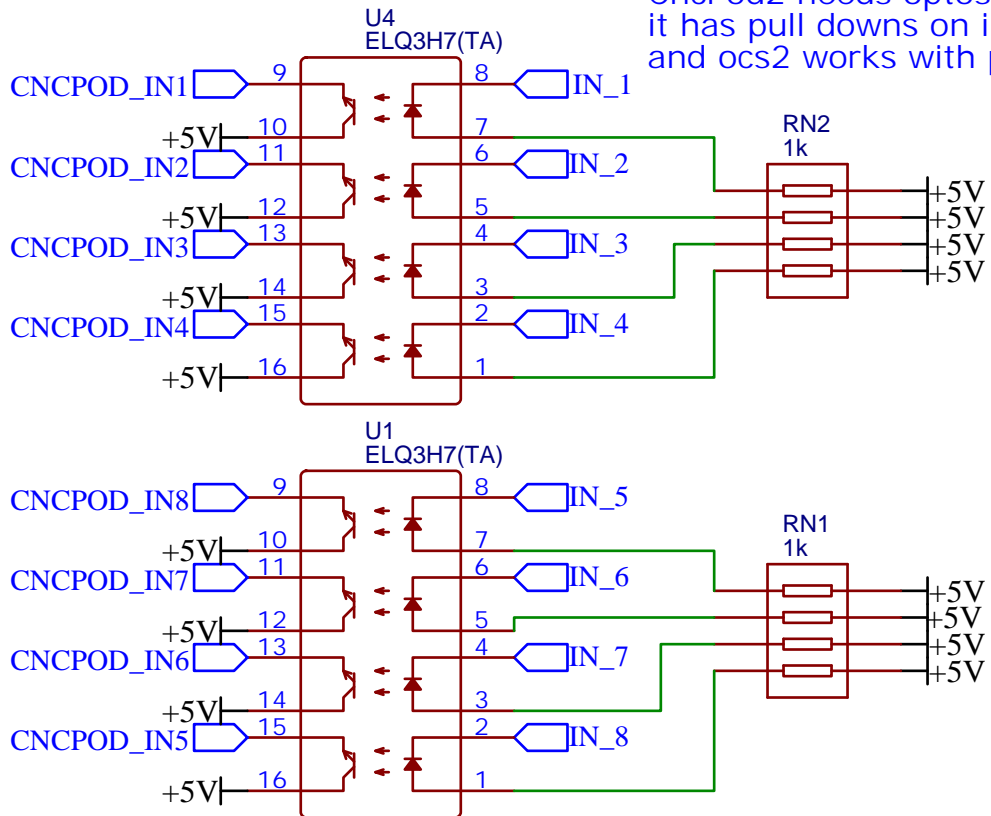 it has pull downs on
U4
ELQ3H7(TA)
CNCPOD_IN1 9 8 IN_1
+5V 10 7
CNCPOD_IN2 11 6 IN_2
+5V 12 5
CNCPOD_IN3 13 4 IN_3
+5V 14 3
CNCPOD_IN4 15 2 IN_4
+5V 16 1
RN2
1k
+5V
+5V
+5V
+5V
U1
ELQ3H7(TA)
CNCPOD_IN8 9 8 IN_5
+5V 10 7
CNCPOD_IN7 11 6 IN_6
+5V 12 5
CNCPOD_IN6 13 4 IN_7
+5V 14 3
CNCPOD_IN5 15 2 IN_8
+5V 16 1
RN1
1k
+5V
+5V
+5V
+5V
and ocs2 works with